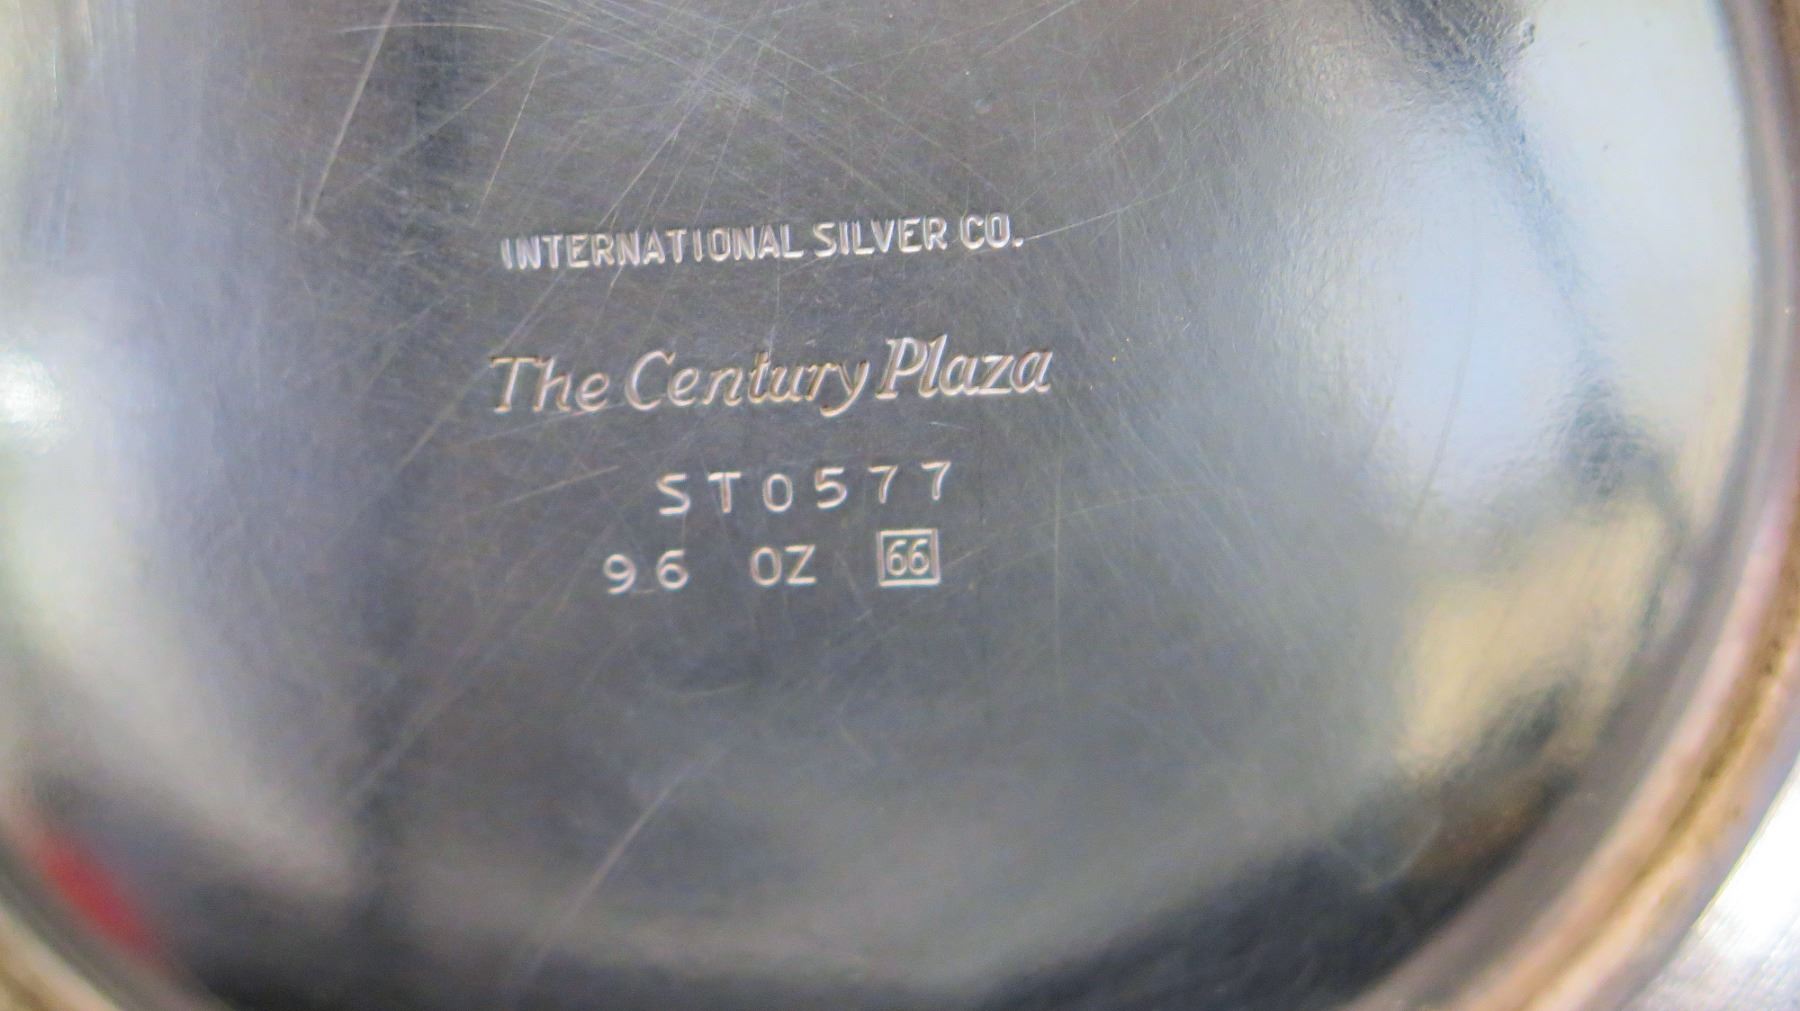 INTERNATIONAL SILVER CO.
The Century Plaza
ST0577
96 OZ 66